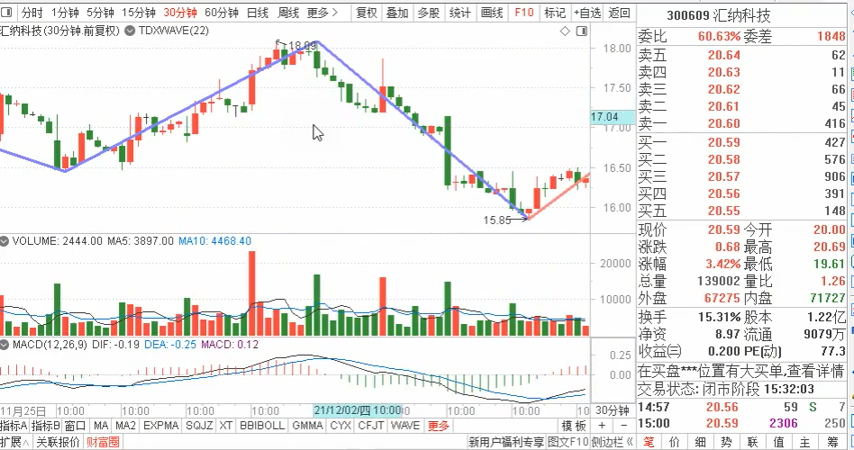 分时 1分钟 5分钟 15分钟 30分钟 60分钟 日线 周线 更多 > 复权 叠加 多股 统计 画线 F10 标记 +自选 返回
汇纳科技(30分钟.前复权) TDXWAVE(22)
18.09
18.00
17.50
17.04
17.00
16.50
16.00
15.85
VOLUME: 2444.00 MA5: 3897.00 MA10: 4468.40
20000
10000
MACD(12,26,9) DIF: -0.19 DEA: -0.25 MACD: 0.12
0.25
0.00
11月25日 10:00 10:00 10:00 10:00 21/12/02/四 10:00 10:00 10:00 10:00 30分钟
指标A 指标B 窗口 MA MA2 EXPMA SQJZ XT BBIBOLL GMMA CYX CFJT WAVE 更多 模板 + −
扩展∧ 关联报价 财富圈 新用户福利专享 图文F10 侧边栏《
300609 汇纳科技
委比 60.63% 委差 1848
卖五 20.64 62
卖四 20.63 11
卖三 20.62 66
卖二 20.61 45
卖一 20.60 416
买一 20.59 427
买二 20.58 576
买三 20.57 906
买四 20.56 391
买五 20.55 148
现价 20.59 今开 20.00
涨跌 0.68 最高 20.69
涨幅 3.42% 最低 19.61
总量 139002 量比 1.26
外盘 67275 内盘 71727
换手 15.31% 股本 1.22亿
净资 8.97 流通 9079万
收益㈢ 0.200 PE(动) 77.3
在买盘***位置有大买单,查看详情
交易状态: 闭市阶段 15:32:03
14:57 20.56 59 S 7
15:00 20.59 2306 250
笔 价 细 势 联 值 主 筹